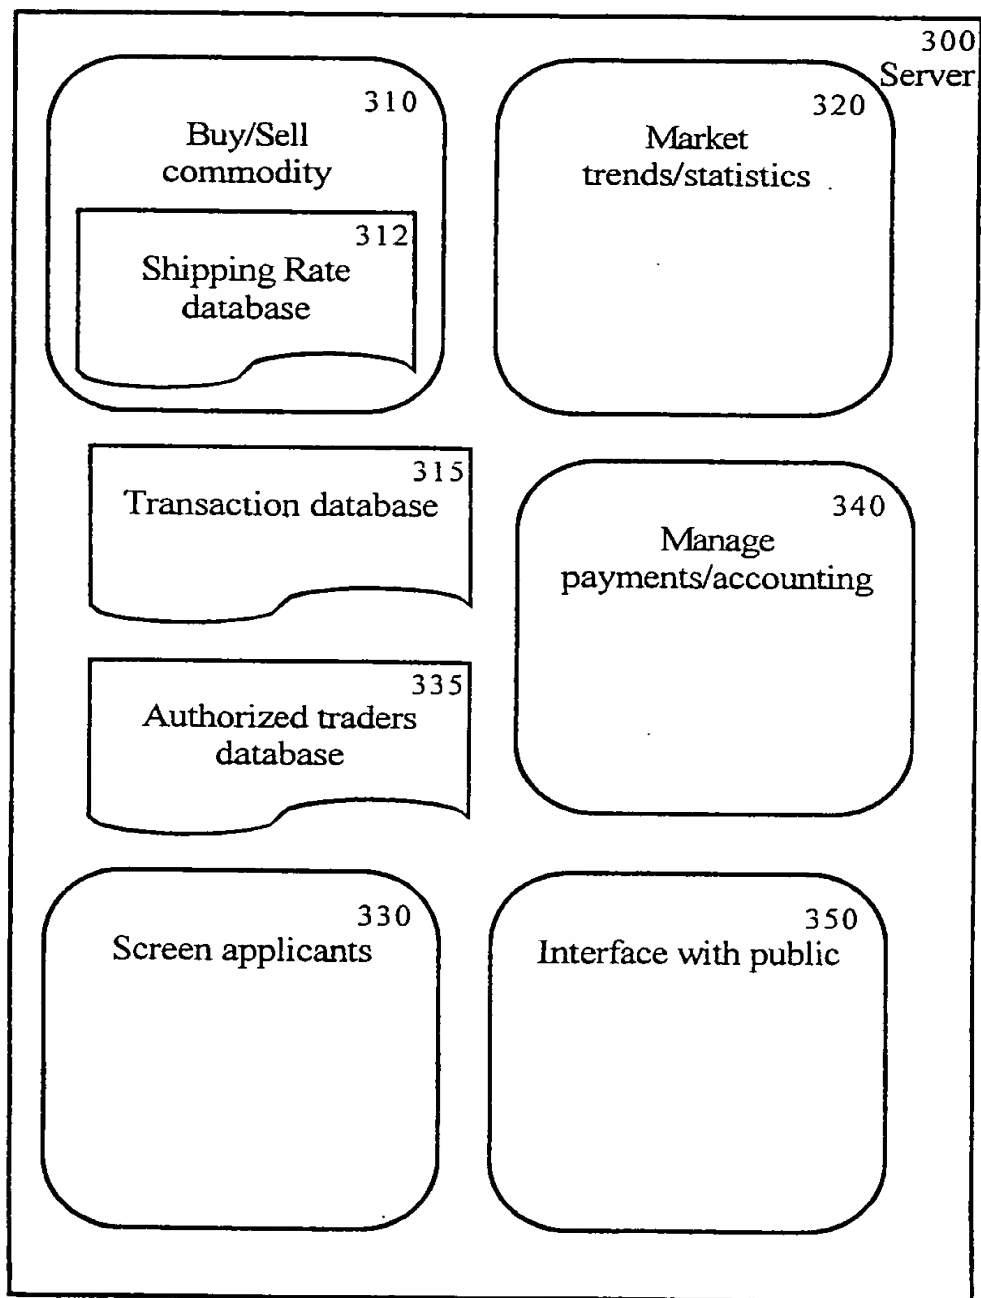 300
Server
310
Buy/Sell
commodity
312
Shipping Rate
database
320
Market
trends/statistics
315
Transaction database
340
Manage
payments/accounting
335
Authorized traders
database
330
Screen applicants
350
Interface with public